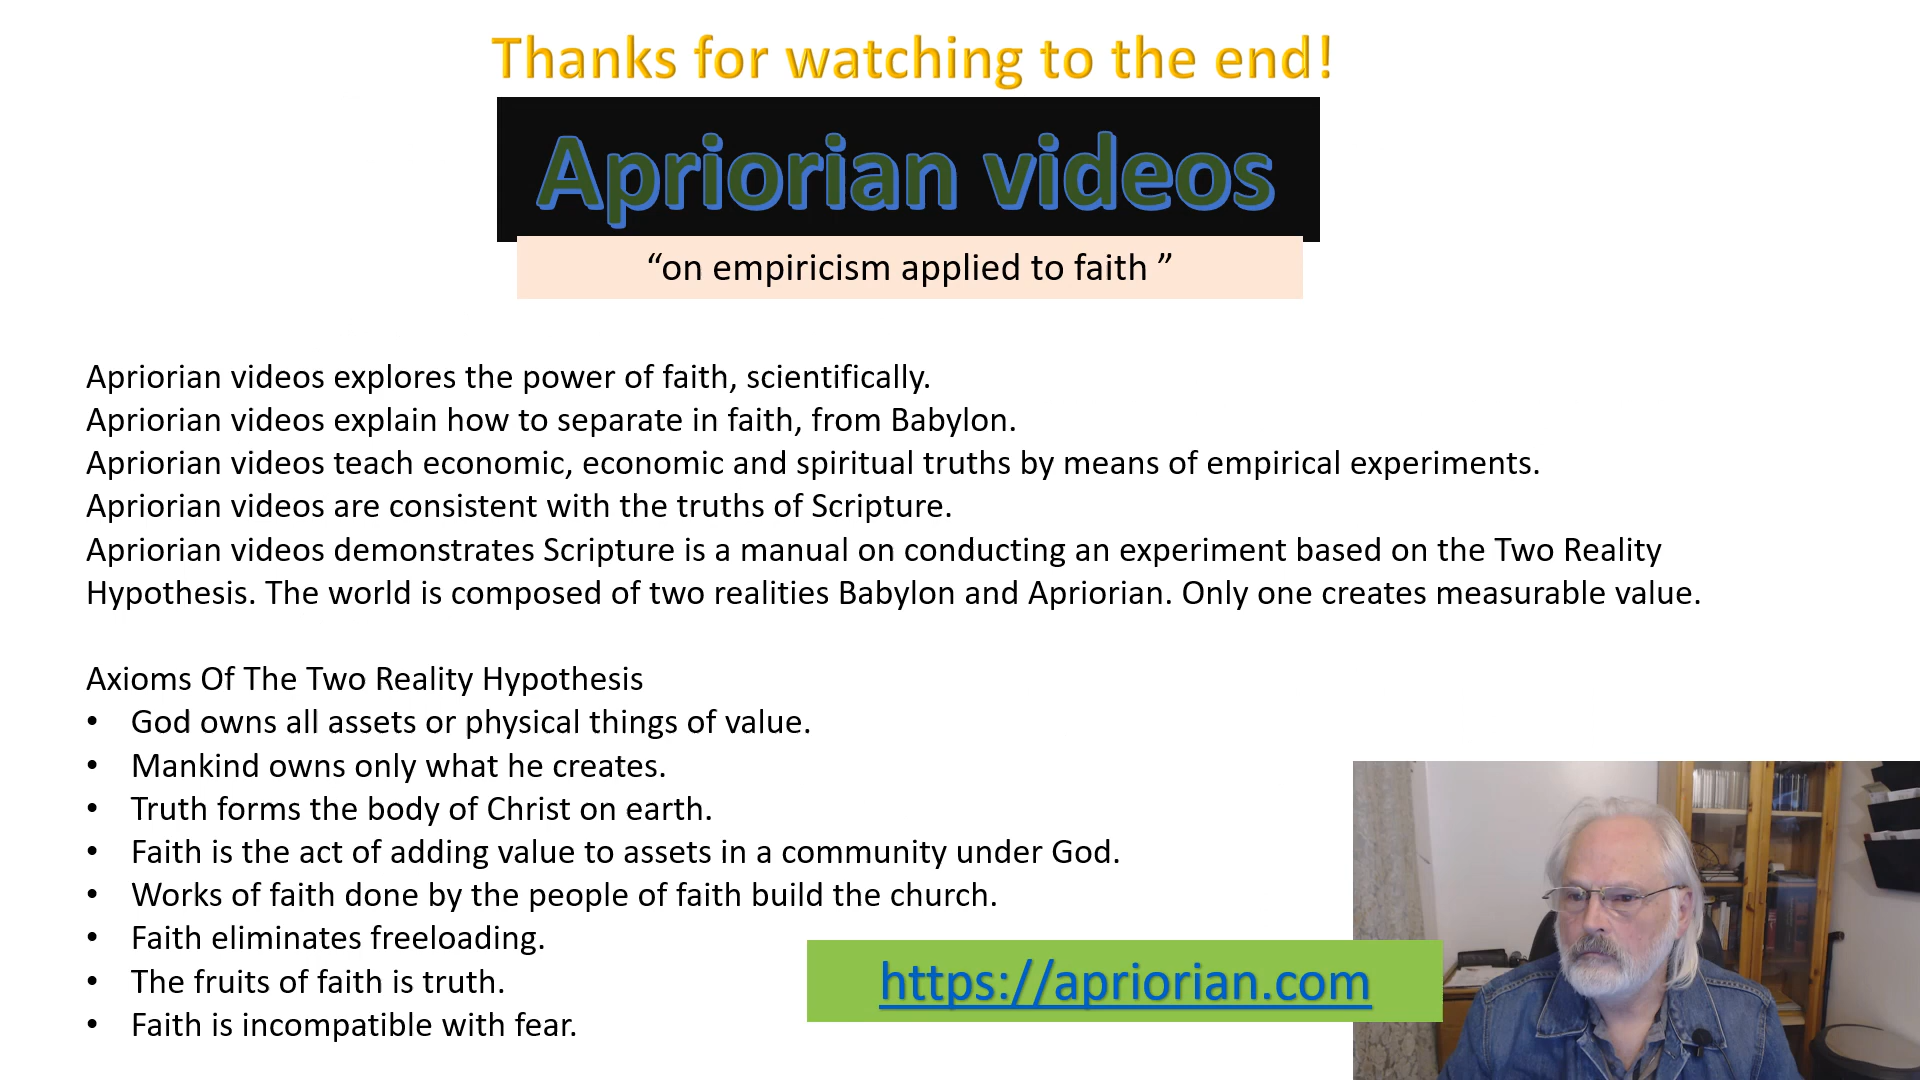 Thanks for watching to the end!
Apriorian videos
“on empiricism applied to faith ”
Apriorian videos explores the power of faith, scientifically.
Apriorian videos explain how to separate in faith, from Babylon.
Apriorian videos teach economic, economic and spiritual truths by means of empirical experiments.
Apriorian videos are consistent with the truths of Scripture.
Apriorian videos demonstrates Scripture is a manual on conducting an experiment based on the Two Reality
Hypothesis. The world is composed of two realities Babylon and Apriorian. Only one creates measurable value.
Axioms Of The Two Reality Hypothesis
• God owns all assets or physical things of value.
• Mankind owns only what he creates.
• Truth forms the body of Christ on earth.
• Faith is the act of adding value to assets in a community under God.
• Works of faith done by the people of faith build the church.
• Faith eliminates freeloading.
• The fruits of faith is truth.
• Faith is incompatible with fear.
https://apriorian.com